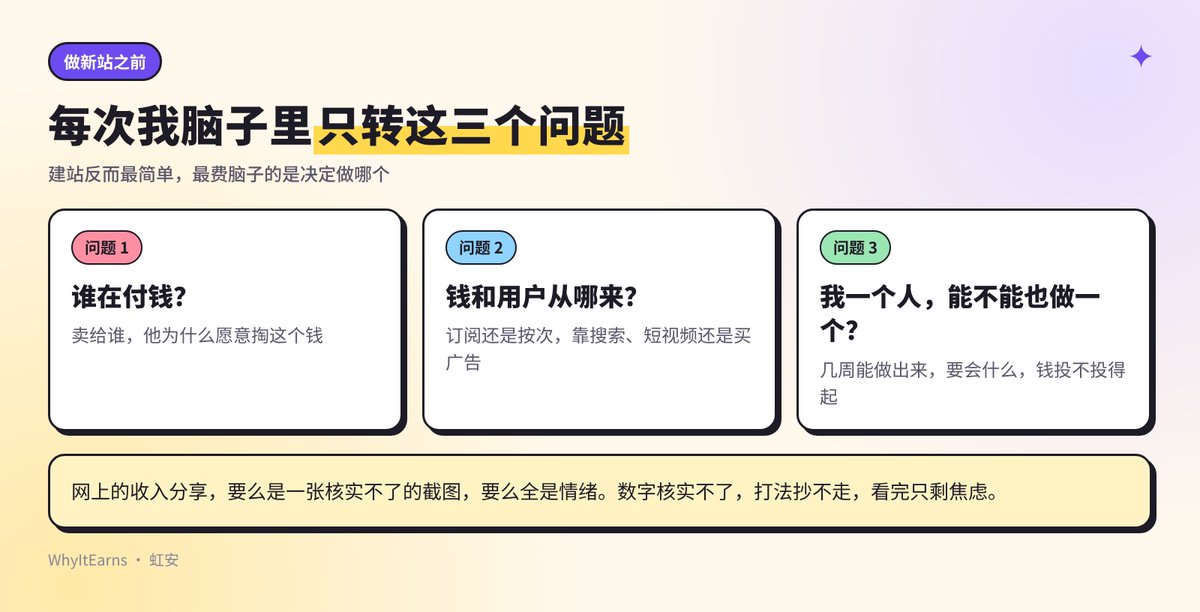 做新站之前
每次我脑子里只转这三个问题
建站反而最简单，最费脑子的是决定做哪个
问题 1
谁在付钱？
卖给谁，他为什么愿意掏这个钱
问题 2
钱和用户从哪来？
订阅还是按次，靠搜索、短视频还是买
广告
问题 3
我一个人，能不能也做一
个？
几周能做出来，要会什么，钱投不投得
起
网上的收入分享，要么是一张核实不了的截图，要么全是情绪。数字核实不了，打法抄不走，看完只剩焦虑。
WhyItEarns · 虹安